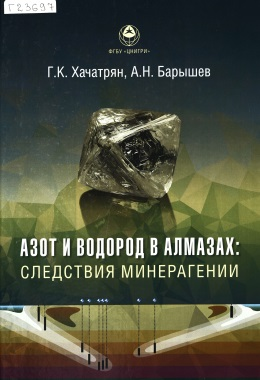 Г23697
ФГБУ «ЦНИГРИ»
Г.К. Хачатрян, А.Н. Барышев
АЗОТ И ВОДОРОД В АЛМАЗАХ:
СЛЕДСТВИЯ МИНЕРАГЕНИИ